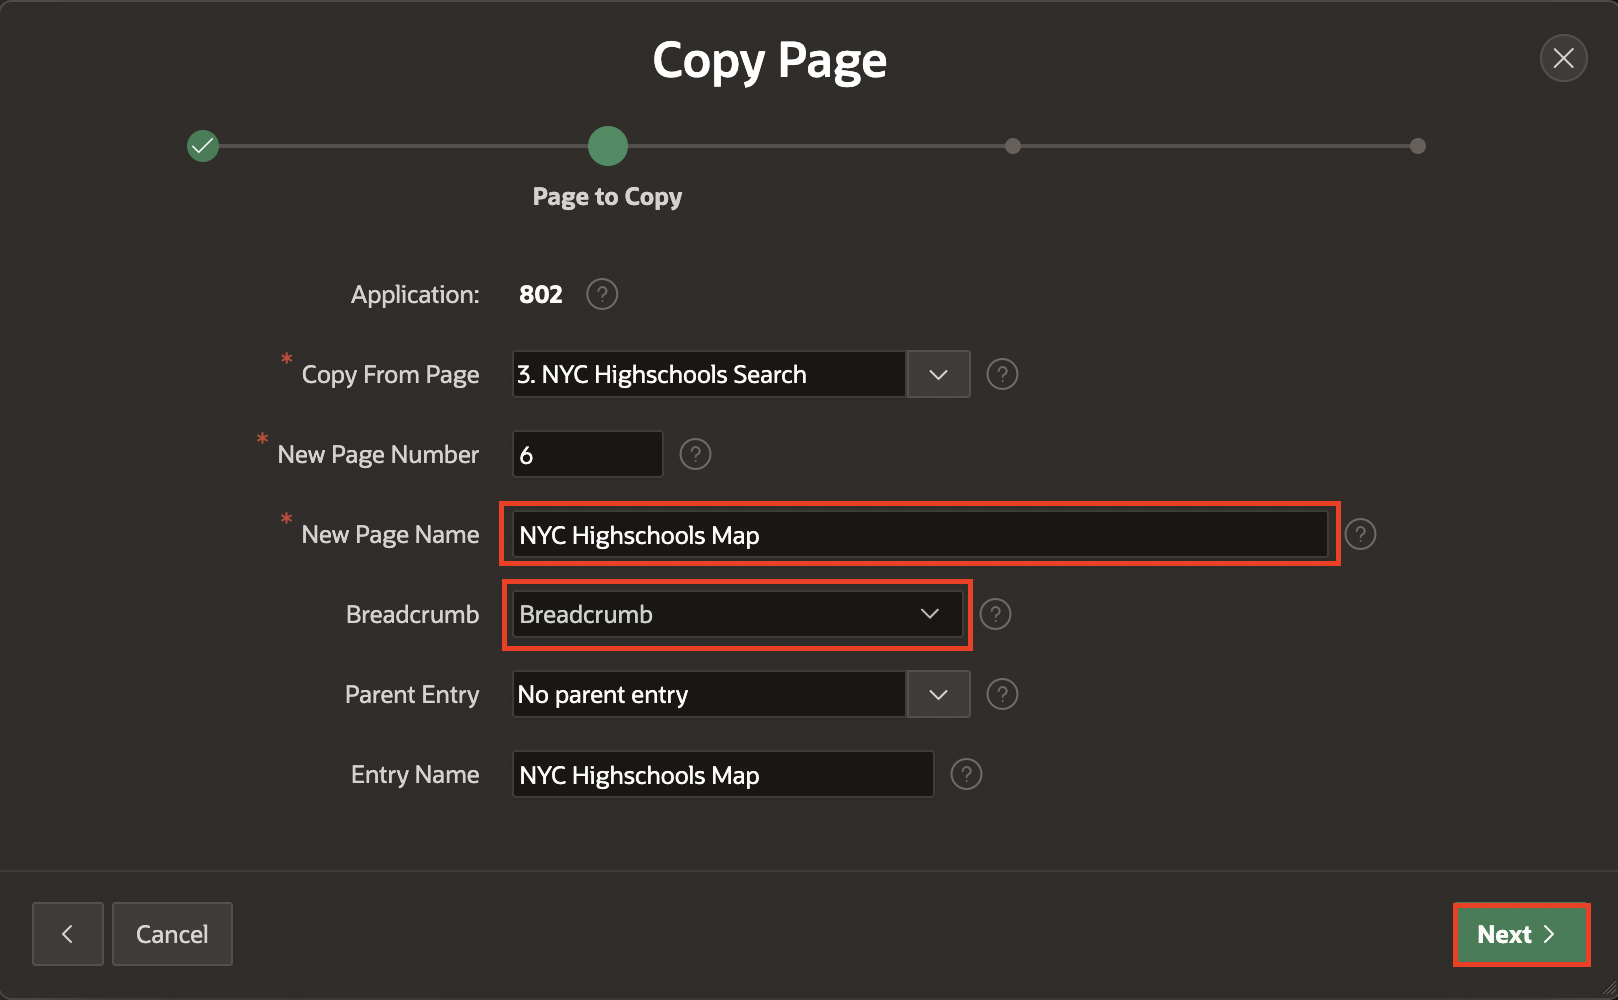 Copy Page
Page to Copy
Application: 802 ?
* Copy From Page 3. NYC Highschools Search ?
* New Page Number 6 ?
* New Page Name NYC Highschools Map ?
Breadcrumb Breadcrumb ?
Parent Entry No parent entry ?
Entry Name NYC Highschools Map ?
Cancel Next